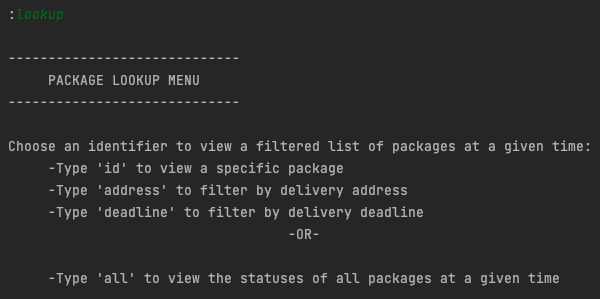 :lookup
-----------------------------
PACKAGE LOOKUP MENU
-----------------------------
Choose an identifier to view a filtered list of packages at a given time:
-Type 'id' to view a specific package
-Type 'address' to filter by delivery address
-Type 'deadline' to filter by delivery deadline
-OR-
-Type 'all' to view the statuses of all packages at a given time